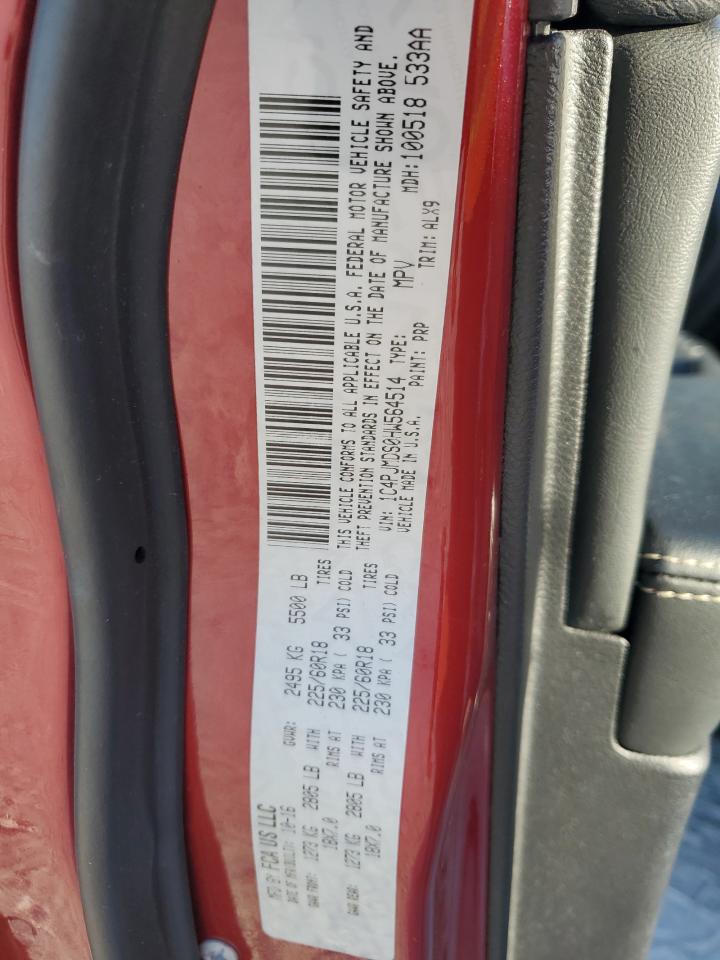 MFD BY FCA US LLC
DATE OF MFR: 10-16 GVWR: 2495 KG 5500 LB
GAWR FRONT: 1273 KG 2805 LB WITH 225/60R18 TIRES
18X7.0 RIMS AT 230 KPA ( 33 PSI) COLD
GAWR REAR: 1273 KG 2805 LB WITH 225/60R18 TIRES
18X7.0 RIMS AT 230 KPA ( 33 PSI) COLD
THIS VEHICLE CONFORMS TO ALL APPLICABLE U.S.A. FEDERAL MOTOR VEHICLE SAFETY AND
THEFT PREVENTION STANDARDS IN EFFECT ON THE DATE OF MANUFACTURE SHOWN ABOVE.
VIN: 1C4PJMDS0HW564514 TYPE: MPV MDH:100518 533AA
VEHICLE MADE IN U.S.A. PAINT: PRP TRIM: ALX9